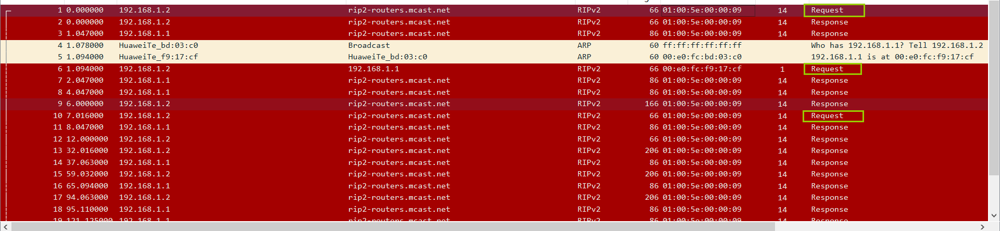 1 0.000000 192.168.1.2 rip2-routers.mcast.net RIPv2 66 01:00:5e:00:00:09 14 Request
2 0.000000 192.168.1.2 rip2-routers.mcast.net RIPv2 66 01:00:5e:00:00:09 14 Response
3 1.047000 192.168.1.1 rip2-routers.mcast.net RIPv2 86 01:00:5e:00:00:09 14 Response
4 1.078000 HuaweiTe_bd:03:c0 Broadcast ARP 60 ff:ff:ff:ff:ff:ff Who has 192.168.1.1? Tell 192.168.1.2
5 1.094000 HuaweiTe_f9:17:cf HuaweiTe_bd:03:c0 ARP 60 00:e0:fc:bd:03:c0 192.168.1.1 is at 00:e0:fc:f9:17:cf
6 1.094000 192.168.1.2 192.168.1.1 RIPv2 66 00:e0:fc:f9:17:cf 1 Request
7 2.047000 192.168.1.1 rip2-routers.mcast.net RIPv2 86 01:00:5e:00:00:09 14 Response
8 4.047000 192.168.1.1 rip2-routers.mcast.net RIPv2 86 01:00:5e:00:00:09 14 Response
9 6.000000 192.168.1.2 rip2-routers.mcast.net RIPv2 166 01:00:5e:00:00:09 14 Response
10 7.016000 192.168.1.2 rip2-routers.mcast.net RIPv2 66 01:00:5e:00:00:09 14 Request
11 8.047000 192.168.1.1 rip2-routers.mcast.net RIPv2 86 01:00:5e:00:00:09 14 Response
12 12.000000 192.168.1.2 rip2-routers.mcast.net RIPv2 66 01:00:5e:00:00:09 14 Response
13 32.016000 192.168.1.2 rip2-routers.mcast.net RIPv2 206 01:00:5e:00:00:09 14 Response
14 37.063000 192.168.1.1 rip2-routers.mcast.net RIPv2 86 01:00:5e:00:00:09 14 Response
15 59.032000 192.168.1.2 rip2-routers.mcast.net RIPv2 206 01:00:5e:00:00:09 14 Response
16 65.094000 192.168.1.1 rip2-routers.mcast.net RIPv2 86 01:00:5e:00:00:09 14 Response
17 94.063000 192.168.1.2 rip2-routers.mcast.net RIPv2 206 01:00:5e:00:00:09 14 Response
18 95.110000 192.168.1.1 rip2-routers.mcast.net RIPv2 86 01:00:5e:00:00:09 14 Response
19 121.125000 192.168.1.1 rip2-routers.mcast.net RIPv2 86 01:00:5e:00:00:09 14 Response